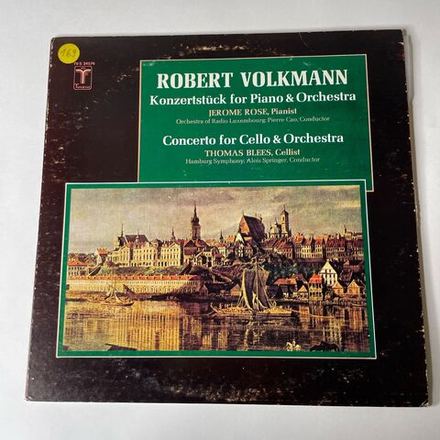 169
ROBERT VOLKMANN
Konzertstück for Piano & Orchestra
JEROME ROSE, Pianist
Orchestra of Radio Luxembourg; Pierre Cao, Conductor
Concerto for Cello & Orchestra
THOMAS BLEES, Cellist
Hamburg Symphony; Alois Springer, Conductor